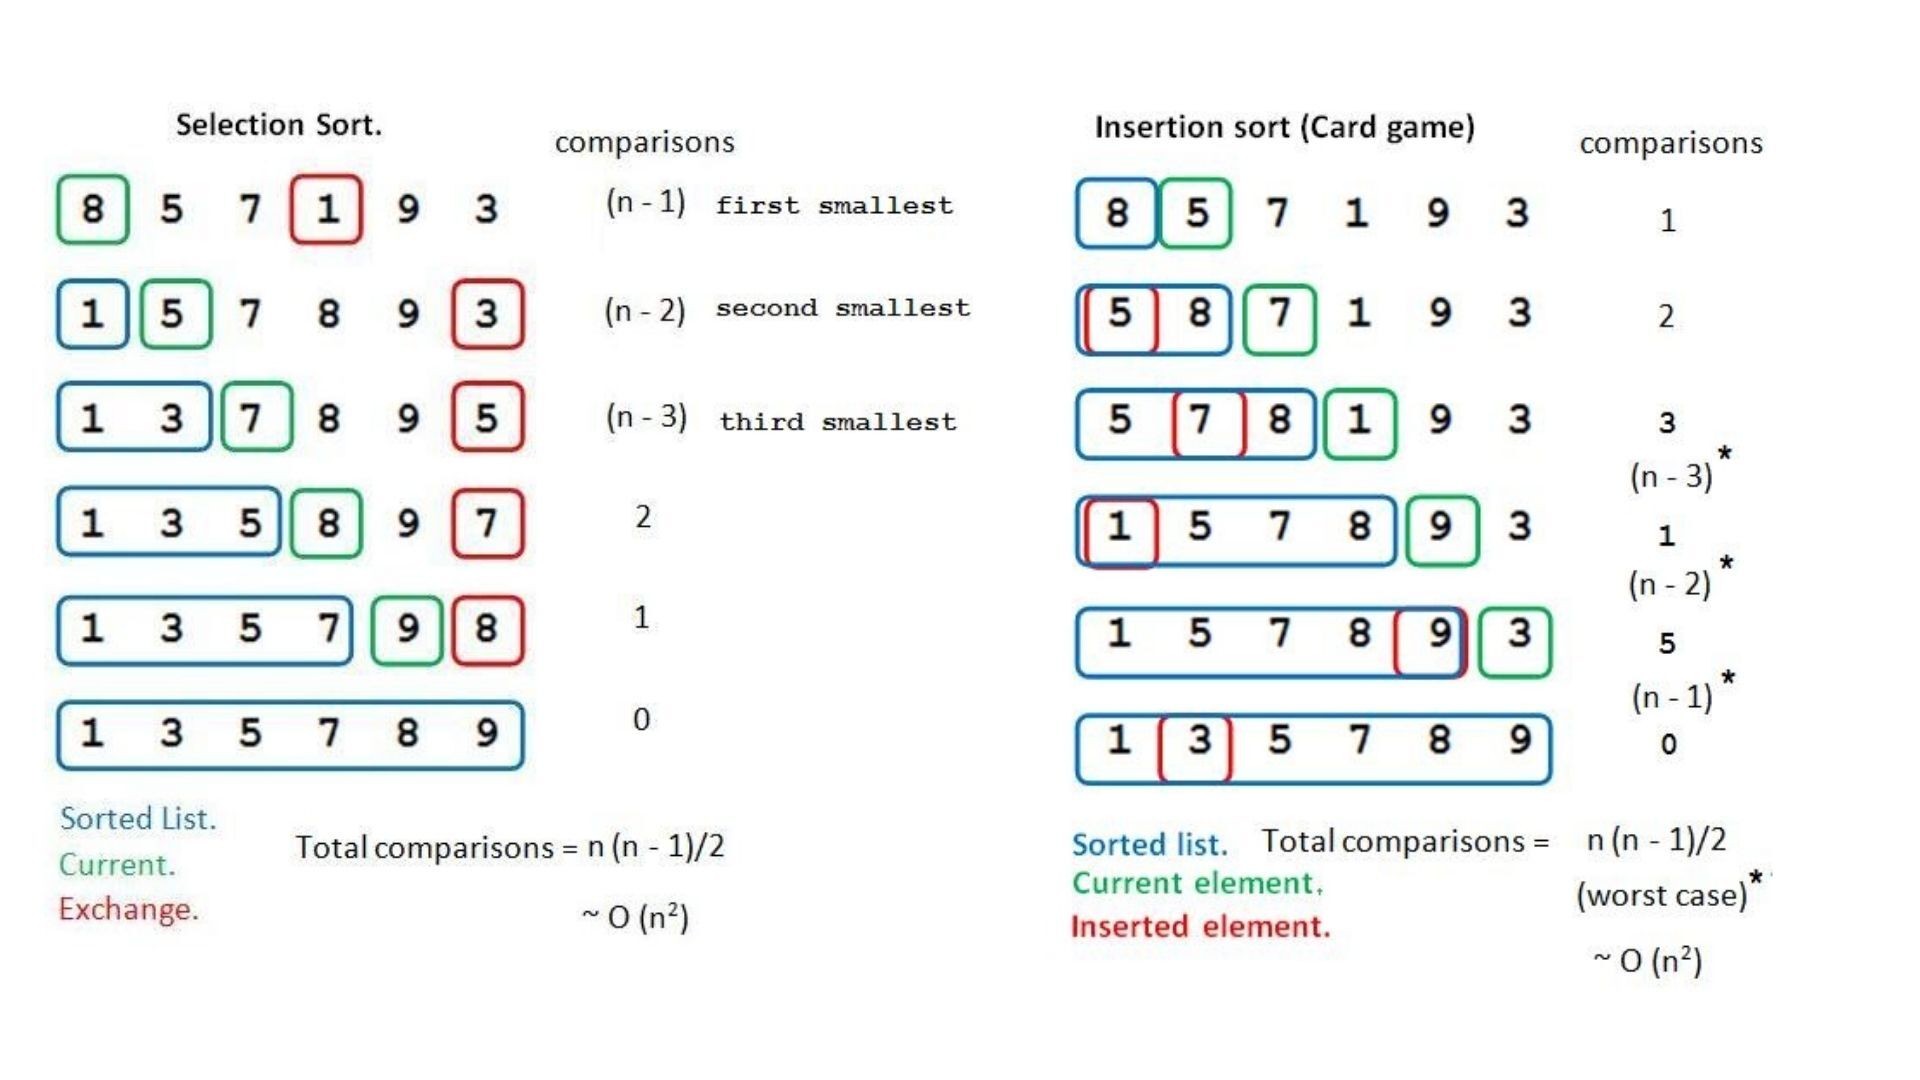 Selection Sort.
comparisons
8 5 7 1 9 3 (n - 1) first smallest
1 5 7 8 9 3 (n - 2) second smallest
1 3 7 8 9 5 (n - 3) third smallest
1 3 5 8 9 7 2
1 3 5 7 9 8 1
1 3 5 7 8 9 0
Sorted List.
Current.
Exchange.
Total comparisons = n (n - 1)/2
~ O (n²)
Insertion sort (Card game)
comparisons
8 5 7 1 9 3 1
5 8 7 1 9 3 2
5 7 8 1 9 3 3
(n - 3)*
1 5 7 8 9 3 1
(n - 2)*
1 5 7 8 9 3 5
(n - 1)*
1 3 5 7 8 9 0
Sorted list.
Current element.
Inserted element.
Total comparisons = n (n - 1)/2
(worst case)*
~ O (n²)